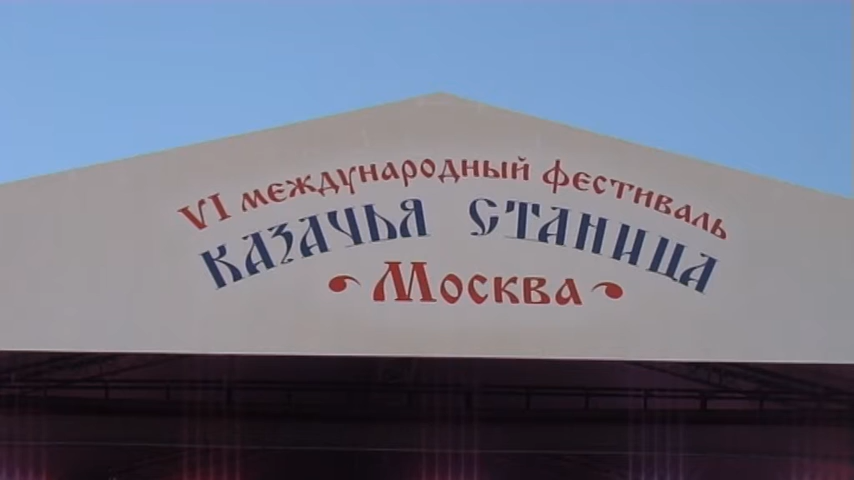 VI международный фестиваль
Казачья Станица
Москва